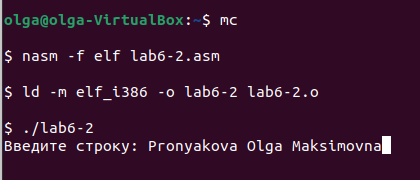 olga@olga-VirtualBox:~$ mc
$ nasm -f elf lab6-2.asm
$ ld -m elf_i386 -o lab6-2 lab6-2.o
$ ./lab6-2
Введите строку: Pronyakova Olga Maksimovna